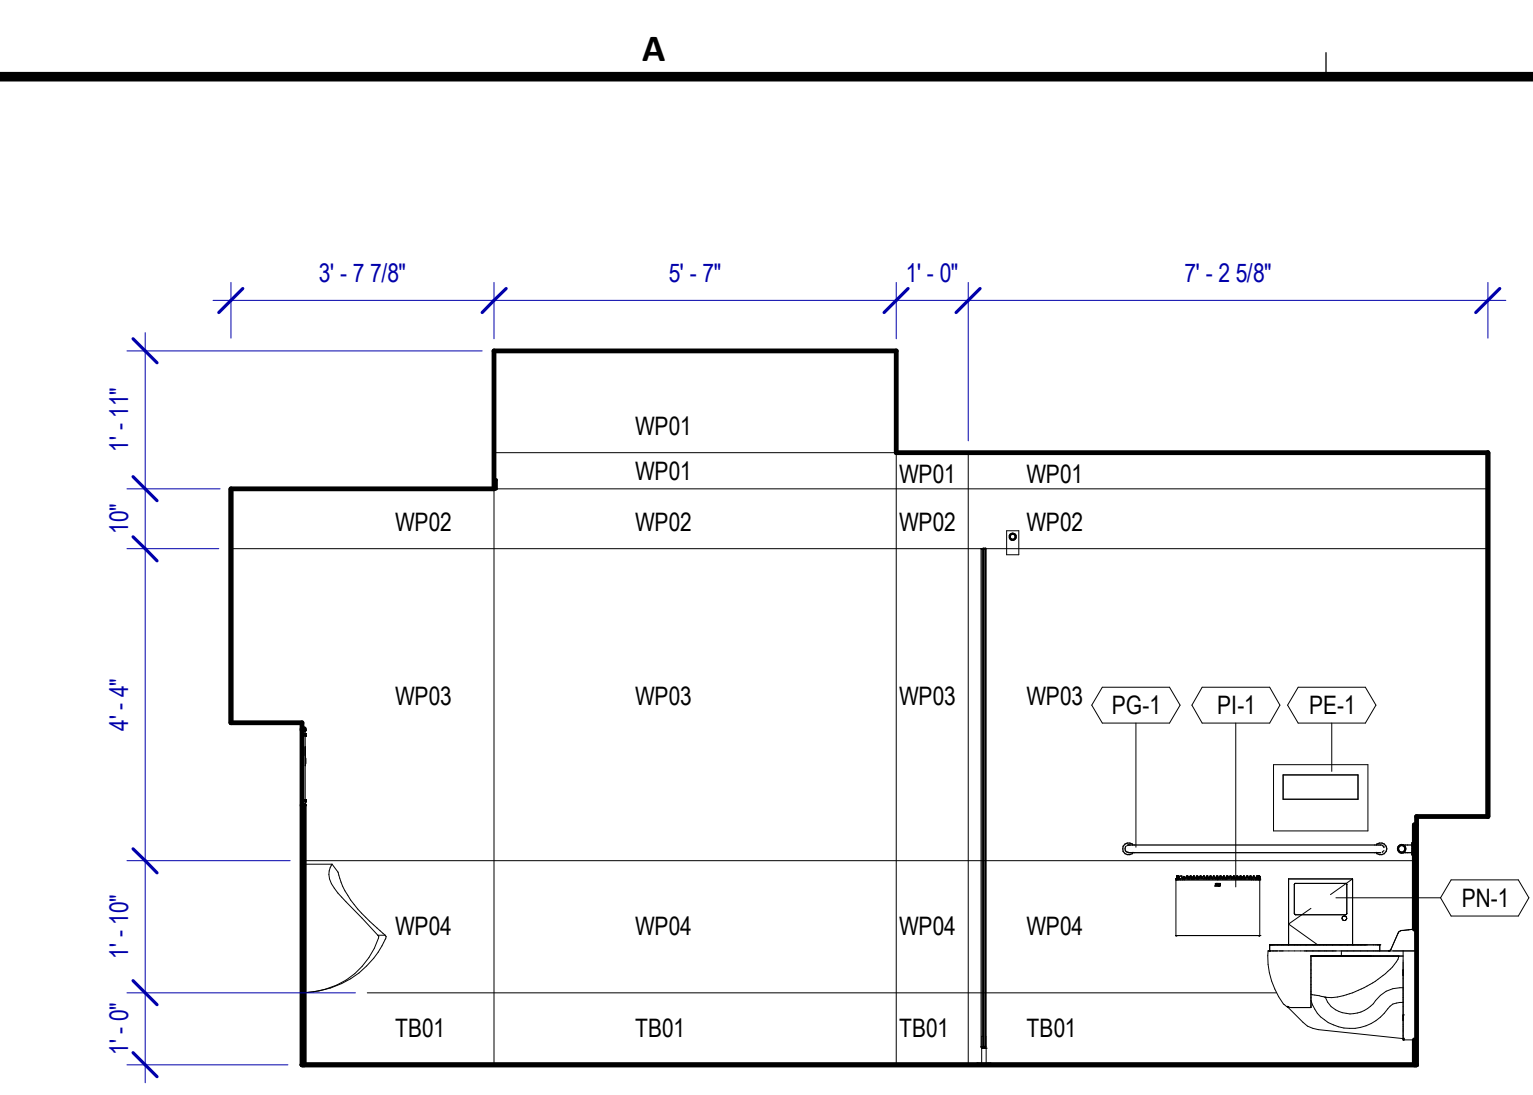 A
3' - 7 7/8" 5' - 7" 1' - 0" 7' - 2 5/8"
1' - 11"
WP01
WP01 WP01 WP01
10"
WP02 WP02 WP02 WP02
4' - 4"
WP03 WP03 WP03 WP03 PG-1 PI-1 PE-1
PN-1
1' - 10"
WP04 WP04 WP04 WP04
1' - 0"
TB01 TB01 TB01 TB01